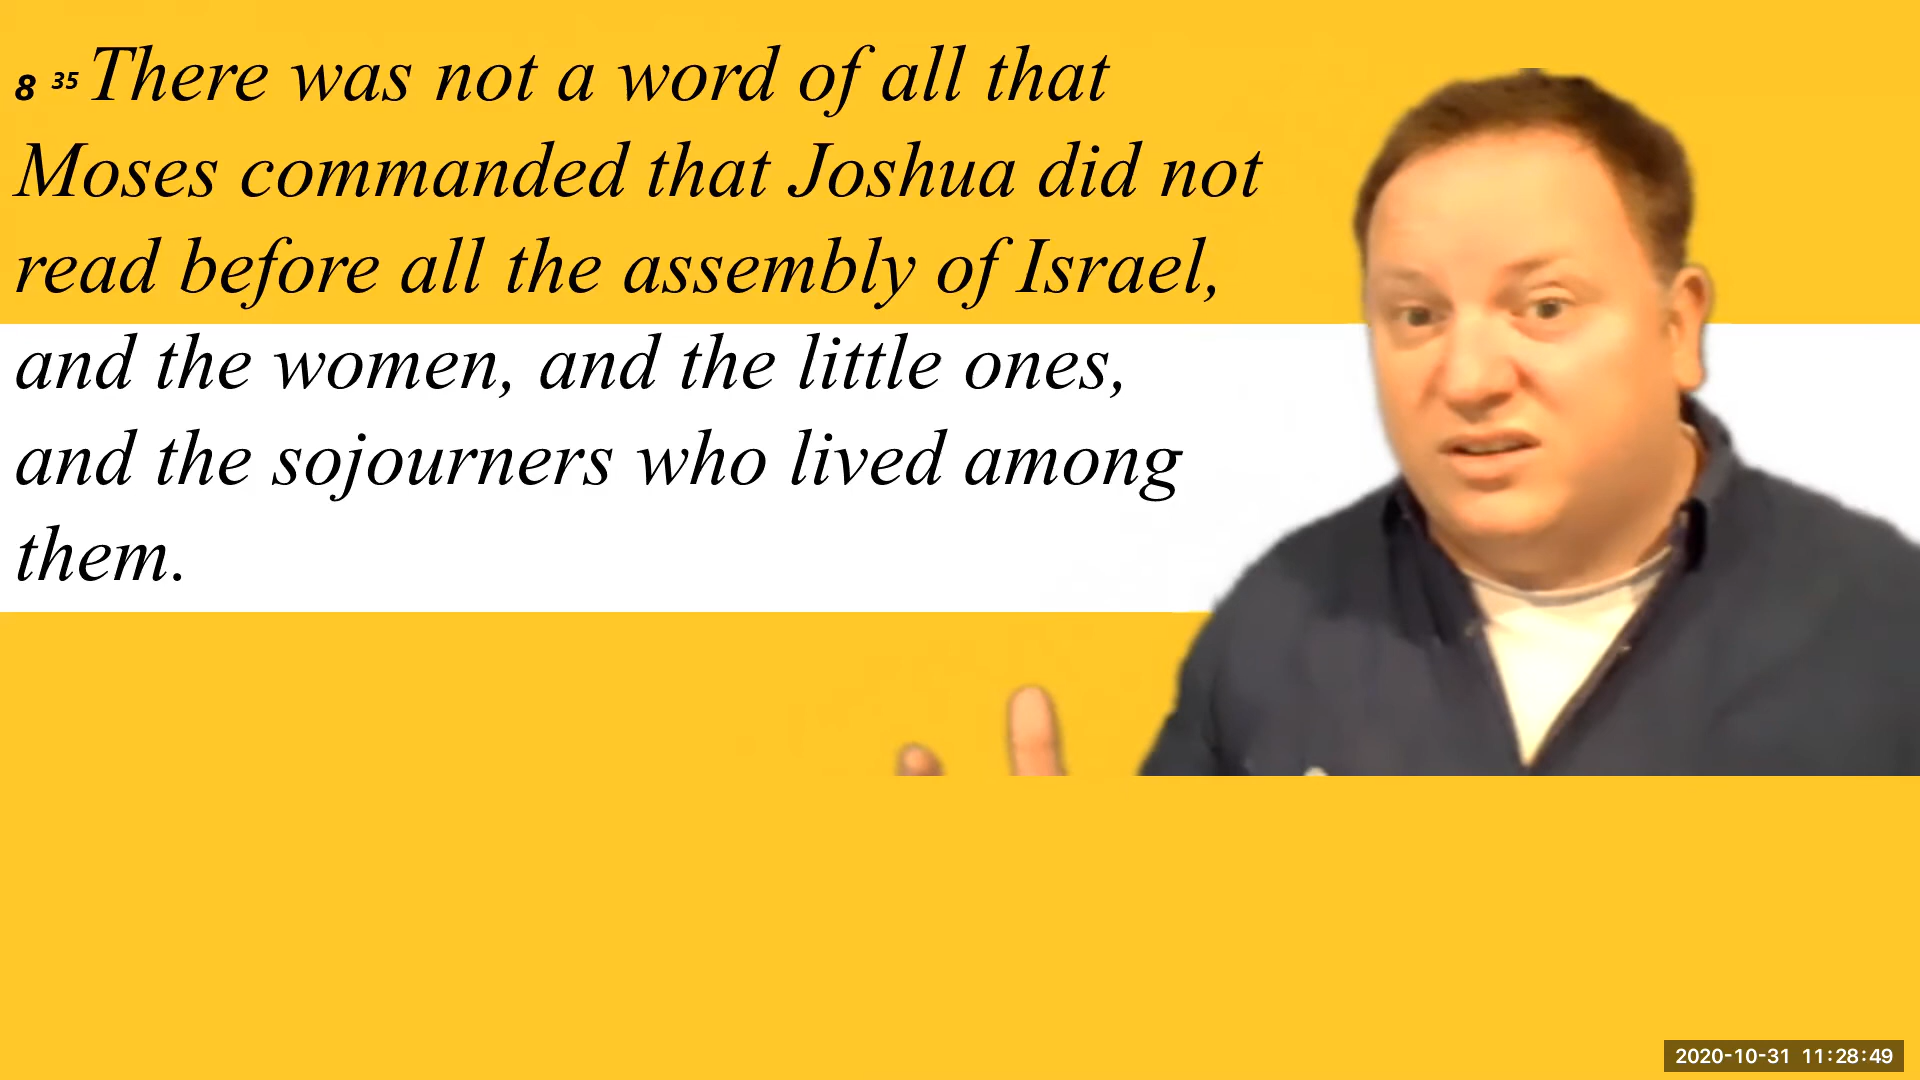 8 35 There was not a word of all that
Moses commanded that Joshua did not
read before all the assembly of Israel,
and the women, and the little ones,
and the sojourners who lived among
them.
2020-10-31 11:28:49